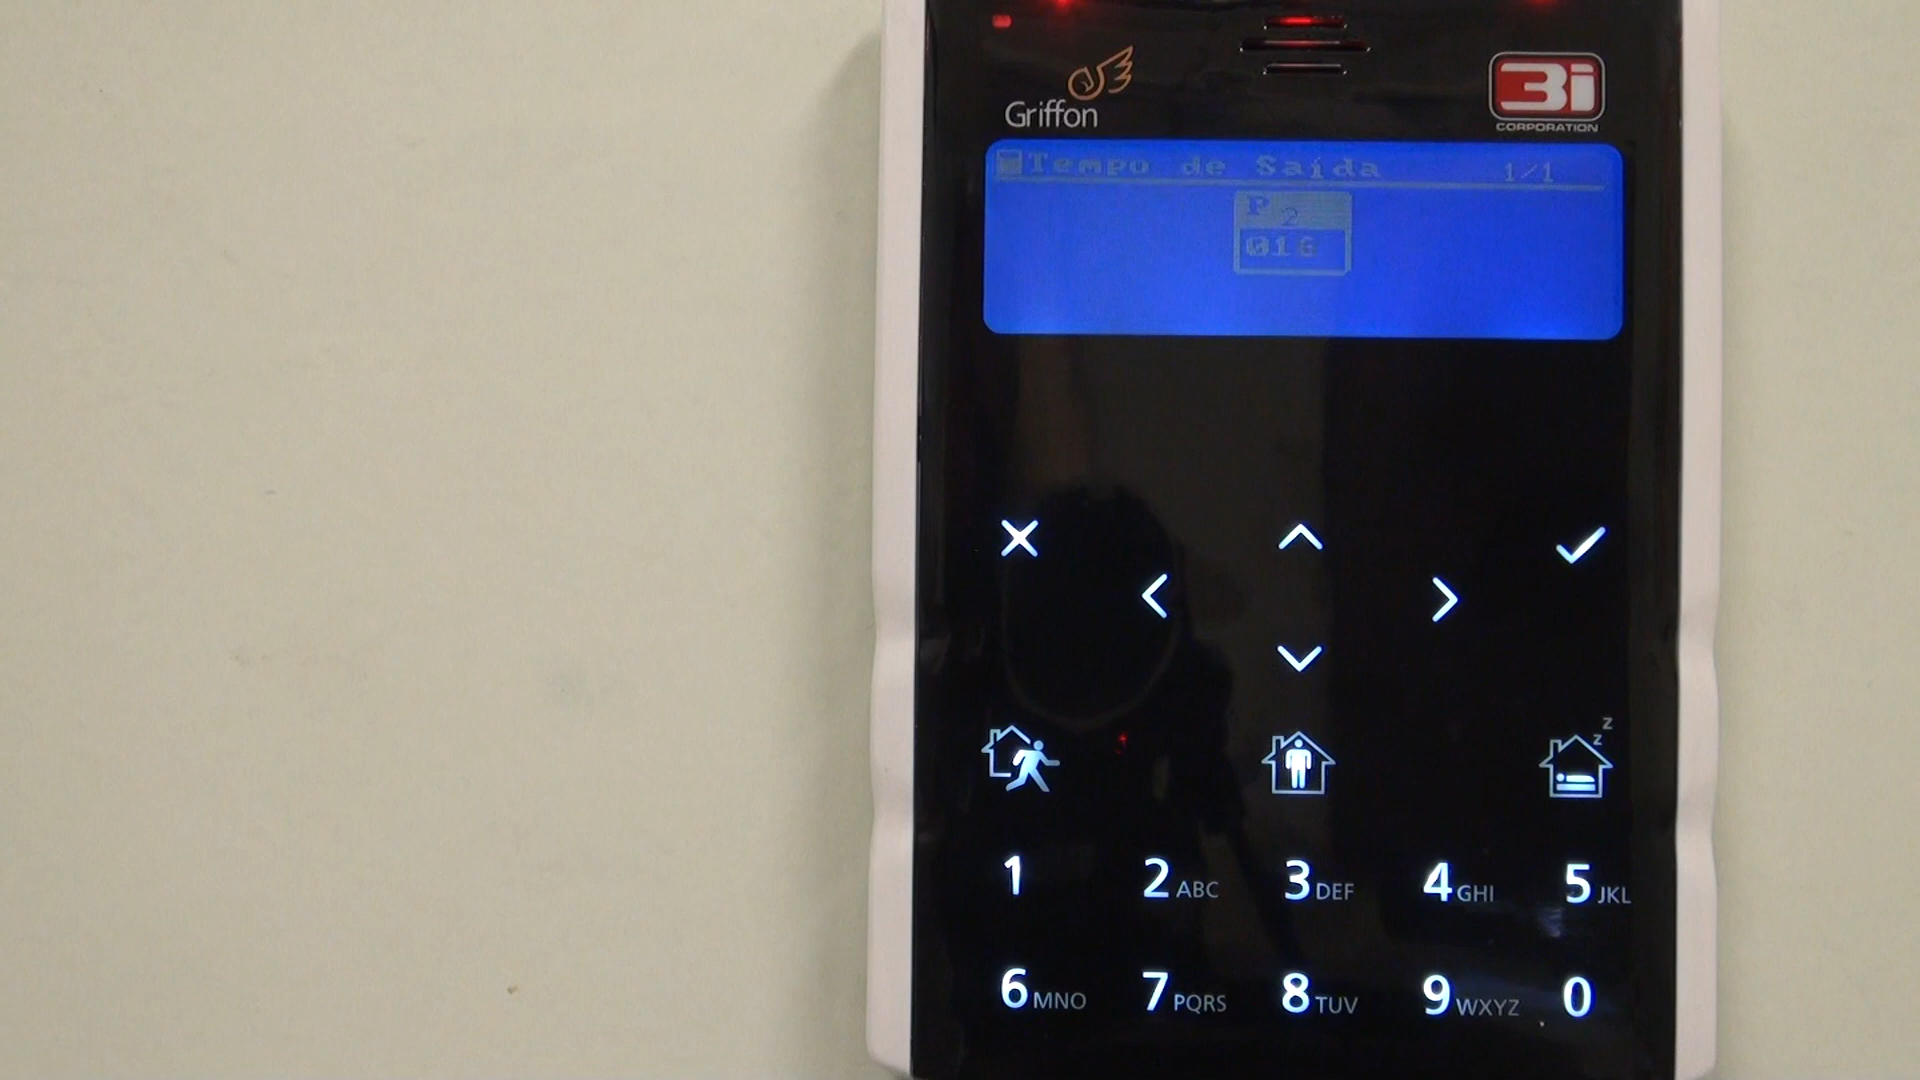 Griffon
3i
CORPORATION
Tempo de Saída 1/1
P 2
016
z
z
1 2 ABC 3 DEF 4 GHI 5 JKL
6 MNO 7 PQRS 8 TUV 9 WXYZ 0